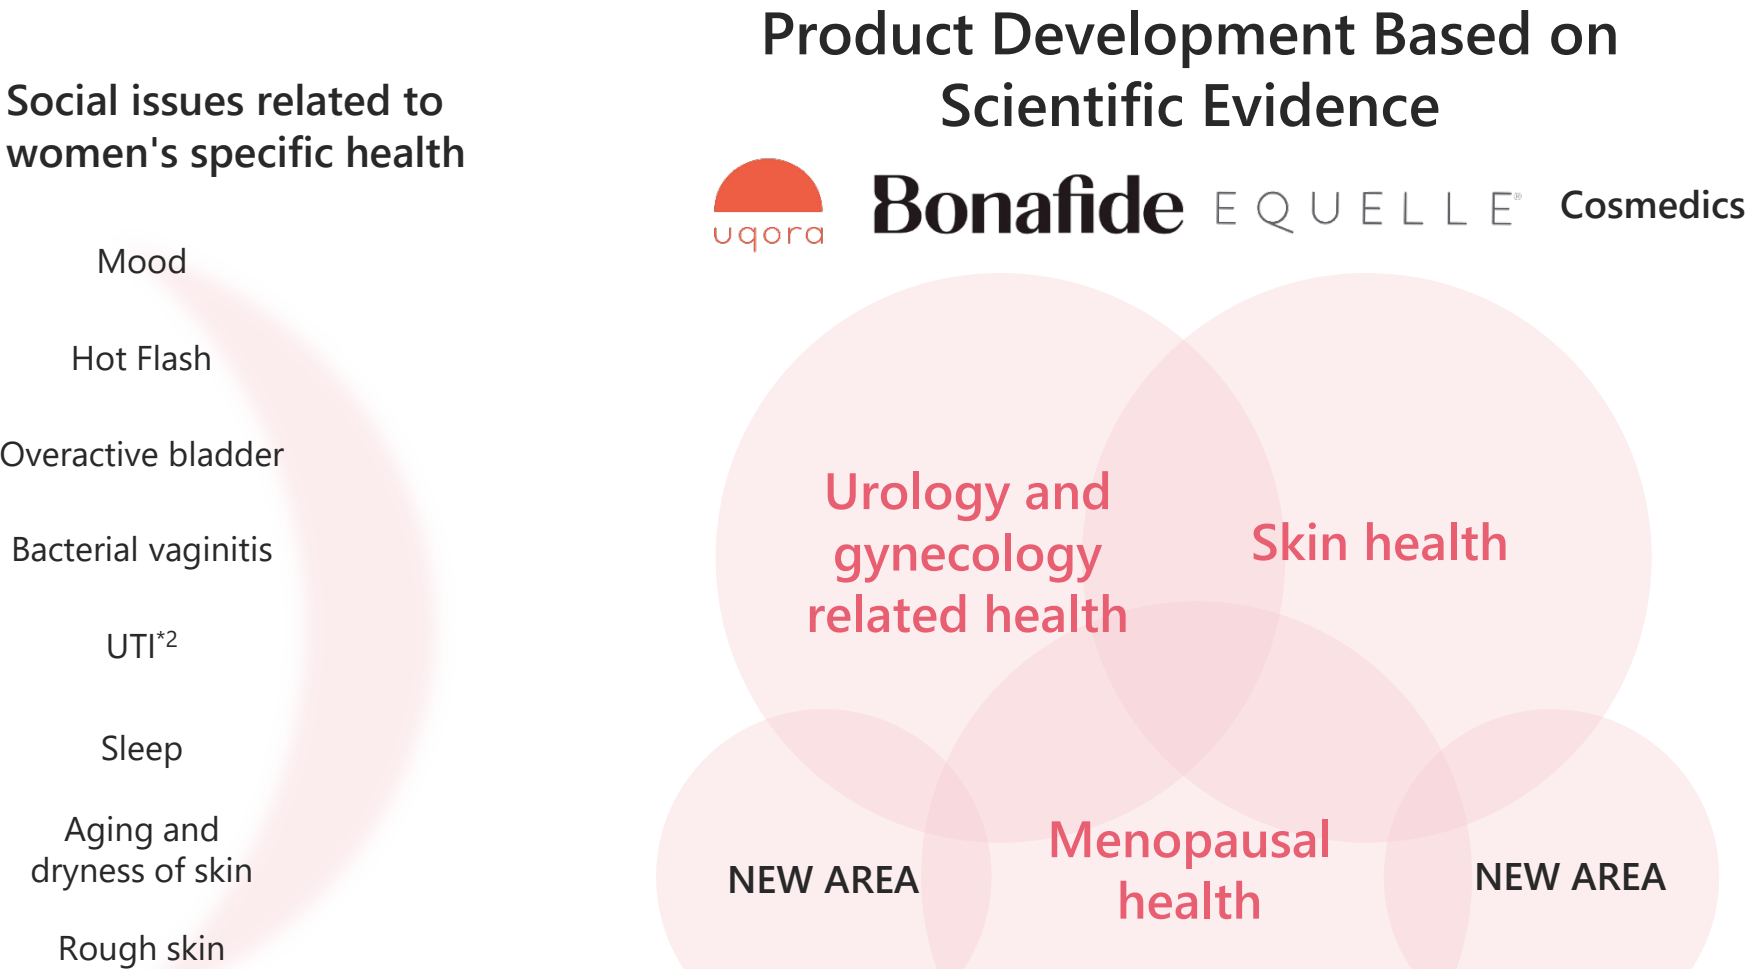 Social issues related to
women's specific health
Mood
Hot Flash
Overactive bladder
Bacterial vaginitis
UTI*2
Sleep
Aging and
dryness of skin
Rough skin
Product Development Based on
Scientific Evidence
uqora
Bonafide
EQUELLE®
Cosmedics
Urology and
gynecology
related health
Skin health
NEW AREA
Menopausal
health
NEW AREA